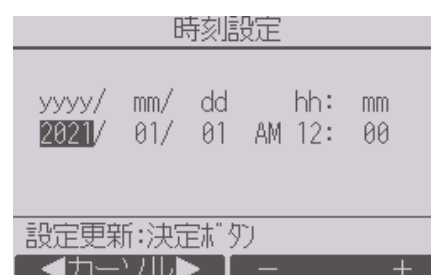 時刻設定
yyyy/ mm/ dd hh: mm
2021/ 01/ 01 AM 12: 00
設定更新:決定ボタン
◀カーソル▶ − +